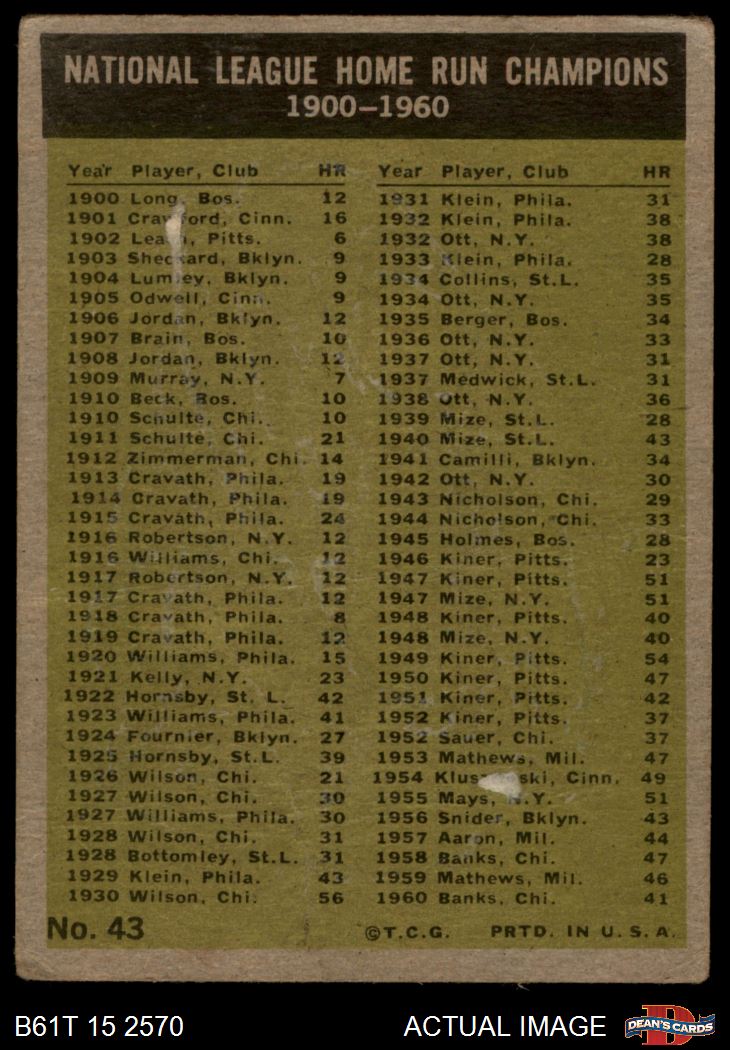 NATIONAL LEAGUE HOME RUN CHAMPIONS
1900-1960
Year Player, Club HR
1900 Long, Bos. 12
1901 Crawford, Cinn. 16
1902 Leach, Pitts. 6
1903 Sheckard, Bklyn. 9
1904 Lumley, Bklyn. 9
1905 Odwell, Cinn. 9
1906 Jordan, Bklyn. 12
1907 Brain, Bos. 10
1908 Jordan, Bklyn. 12
1909 Murray, N.Y. 7
1910 Beck, Bos. 10
1910 Schulte, Chi. 10
1911 Schulte, Chi. 21
1912 Zimmerman, Chi. 14
1913 Cravath, Phila. 19
1914 Cravath, Phila. 19
1915 Cravath, Phila. 24
1916 Robertson, N.Y. 12
1916 Williams, Chi. 12
1917 Robertson, N.Y. 12
1917 Cravath, Phila. 12
1918 Cravath, Phila. 8
1919 Cravath, Phila. 12
1920 Williams, Phila. 15
1921 Kelly, N.Y. 23
1922 Hornsby, St. L. 42
1923 Williams, Phila. 41
1924 Fournier, Bklyn. 27
1925 Hornsby, St.L. 39
1926 Wilson, Chi. 21
1927 Wilson, Chi. 30
1927 Williams, Phila. 30
1928 Wilson, Chi. 31
1928 Bottomley, St.L. 31
1929 Klein, Phila. 43
1930 Wilson, Chi. 56
Year Player, Club HR
1931 Klein, Phila. 31
1932 Klein, Phila. 38
1932 Ott, N.Y. 38
1933 Klein, Phila. 28
1934 Collins, St.L. 35
1934 Ott, N.Y. 35
1935 Berger, Bos. 34
1936 Ott, N.Y. 33
1937 Ott, N.Y. 31
1937 Medwick, St.L. 31
1938 Ott, N.Y. 36
1939 Mize, St.L. 28
1940 Mize, St.L. 43
1941 Camilli, Bklyn. 34
1942 Ott, N.Y. 30
1943 Nicholson, Chi. 29
1944 Nicholson, Chi. 33
1945 Holmes, Bos. 28
1946 Kiner, Pitts. 23
1947 Kiner, Pitts. 51
1947 Mize, N.Y. 51
1948 Kiner, Pitts. 40
1948 Mize, N.Y. 40
1949 Kiner, Pitts. 54
1950 Kiner, Pitts. 47
1951 Kiner, Pitts. 42
1952 Kiner, Pitts. 37
1952 Sauer, Chi. 37
1953 Mathews, Mil. 47
1954 Cinn. 49
1955 Mays, N.Y. 51
1956 Snider, Bklyn. 43
1957 Aaron, Mil. 44
1958 Banks, Chi. 47
1959 Mathews, Mil. 46
1960 Banks, Chi. 41
No. 43 ©T.C.G. PRTD. IN U.S.A.
B61T 15 2570 ACTUAL IMAGE
D
DEAN'S CARDS